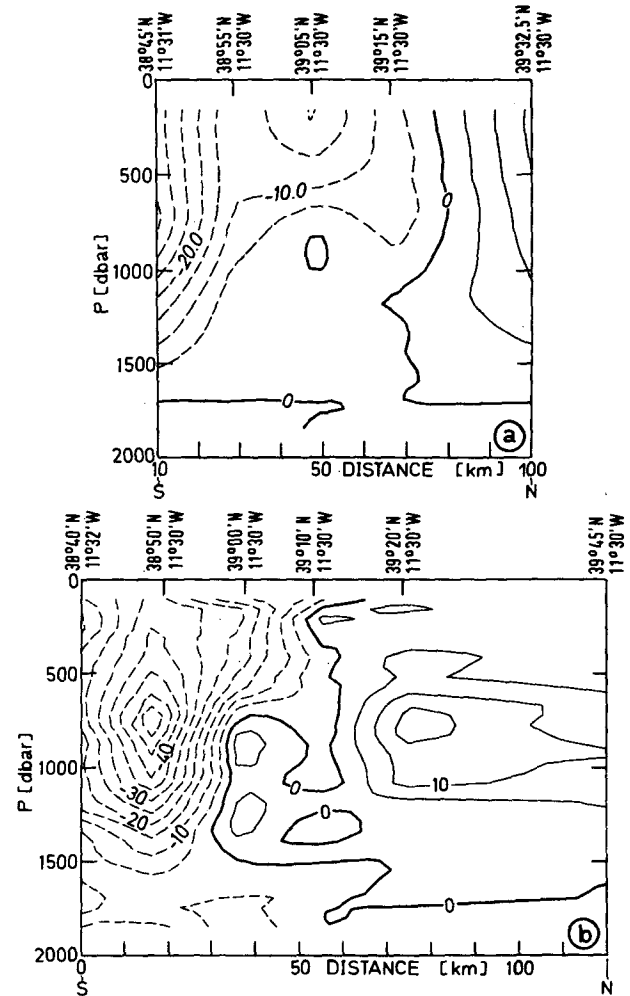 38°45'N 11°31'W
38°55'N 11°30'W
39°05'N 11°30'W
39°15'N 11°30'W
39°32.5'N 11°30'W
0
500
1000
1500
2000
P [dbar]
-10.0
0
-20.0
0
a
10 50 DISTANCE [km] 100
S N
38°40'N 11°32'W
38°50'N 11°30'W
39°00'N 11°30'W
39°10'N 11°30'W
39°20'N 11°30'W
39°45'N 11°30'W
0
500
1000
1500
2000
P [dbar]
-40
-30
-20
-10
0
0
10
0
b
0 50 DISTANCE [km] 100
S N